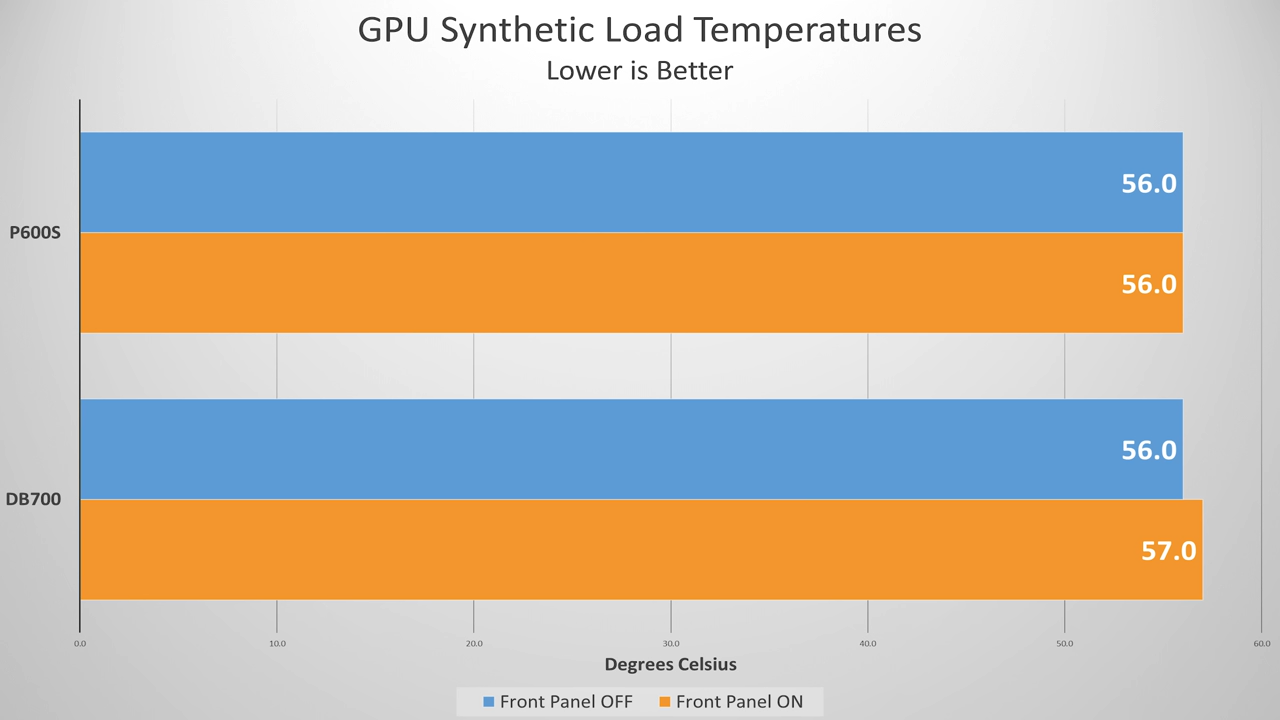 GPU Synthetic Load Temperatures
Lower is Better
56.0
P600S
56.0
56.0
DB700
57.0
0.0 10.0 20.0 30.0 40.0 50.0 60.0
Degrees Celsius
Front Panel OFF Front Panel ON